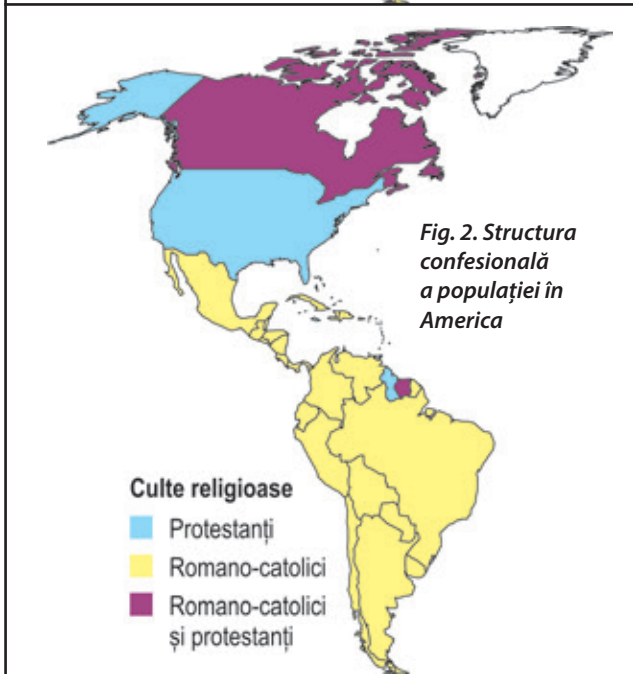 Fig. 2. Structura
confesională
a populației în
America
Culte religioase
Protestanți
Romano-catolici
Romano-catolici
și protestanți